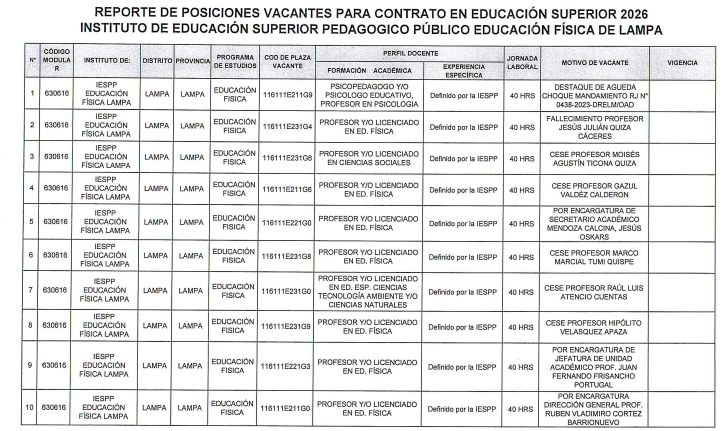 REPORTE DE POSICIONES VACANTES PARA CONTRATO EN EDUCACIÓN SUPERIOR 2026
INSTITUTO DE EDUCACIÓN SUPERIOR PEDAGOGICO PÚBLICO EDUCACIÓN FÍSICA DE LAMPA
N° CÓDIGO MODULAR INSTITUTO DE: DISTRITO PROVINCIA PROGRAMA DE ESTUDIOS COD DE PLAZA VACANTE PERFIL DOCENTE JORNADA LABORAL MOTIVO DE VACANTE VIGENCIA
FORMACIÓN ACADÉMICA EXPERIENCIA ESPECÍFICA
1 630616 IESPP EDUCACIÓN FÍSICA LAMPA LAMPA LAMPA EDUCACIÓN FISICA 116111E211G9 PSICOPEDAGOGO Y/O PSICOLOGO EDUCATIVO, PROFESOR EN PSICOLOGIA Definido por la IESPP 40 HRS DESTAQUE DE AGUEDA CHOQUE MANDAMIENTO RJ N° 0438-2023-DRELM/OAD
2 630616 IESPP EDUCACIÓN FÍSICA LAMPA LAMPA LAMPA EDUCACIÓN FISICA 116111E231G4 PROFESOR Y/O LICENCIADO EN ED. FÍSICA Definido por la IESPP 40 HRS FALLECIMIENTO PROFESOR JESÚS JULIÁN QUIZA CÁCERES
3 630616 IESPP EDUCACIÓN FÍSICA LAMPA LAMPA LAMPA EDUCACIÓN FISICA 116111E231G6 PROFESOR Y/O LICENCIADO EN CIENCIAS SOCIALES Definido por la IESPP 40 HRS CESE PROFESOR MOISÉS AGUSTÍN TICONA QUIZA
4 630616 IESPP EDUCACIÓN FÍSICA LAMPA LAMPA LAMPA EDUCACIÓN FISICA 116111E211G6 PROFESOR Y/O LICENCIADO EN ED. FÍSICA Definido por la IESPP 40 HRS CESE PROFESOR GAZUL VALDÉZ CALDERON
5 630616 IESPP EDUCACIÓN FÍSICA LAMPA LAMPA LAMPA EDUCACIÓN FISICA 116111E221G0 PROFESOR Y/O LICENCIADO EN ED. FÍSICA Definido por la IESPP 40 HRS POR ENCARGATURA DE SECRETARIO ACADÉMICO MENDOZA CALCINA, JESÚS OSKARS
6 630616 IESPP EDUCACIÓN FÍSICA LAMPA LAMPA LAMPA EDUCACIÓN FISICA 116111E231G8 PROFESOR Y/O LICENCIADO EN ED. FÍSICA Definido por la IESPP 40 HRS CESE PROFESOR MARCO MARCIAL TUMI QUISPE
7 630616 IESPP EDUCACIÓN FÍSICA LAMPA LAMPA LAMPA EDUCACIÓN FISICA 116111E231G0 PROFESOR Y/O LICENCIADO EN ED. ESP. CIENCIAS TECNOLOGÍA AMBIENTE Y/O CIENCIAS NATURALES Definido por la IESPP 40 HRS CESE PROFESOR RAÚL LUIS ATENCIO CUENTAS
8 630616 IESPP EDUCACIÓN FÍSICA LAMPA LAMPA LAMPA EDUCACIÓN FISICA 116111E231G9 PROFESOR Y/O LICENCIADO EN ED. FÍSICA Definido por la IESPP 40 HRS CESE PROFESOR HIPÓLITO VELASQUEZ APAZA
9 630616 IESPP EDUCACIÓN FÍSICA LAMPA LAMPA LAMPA EDUCACIÓN FISICA 116111E221G3 PROFESOR Y/O LICENCIADO EN ED. FÍSICA Definido por la IESPP 40 HRS POR ENCARGATURA DE JEFATURA DE UNIDAD ACADÉMICO PROF. JUAN FERNANDO FRISANCHO PORTUGAL
10 630616 IESPP EDUCACIÓN FÍSICA LAMPA LAMPA LAMPA EDUCACIÓN FISICA 116111E211G0 PROFESOR Y/O LICENCIADO EN ED. FÍSICA Definido por la IESPP 40 HRS POR ENCARGATURA DIRECCIÓN GENERAL PROF. RUBEN VLADIMIRO CORTEZ BARRIONUEVO